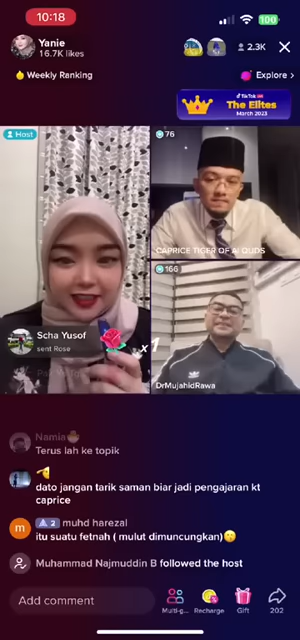 10:18
100
Yanie
16.7K likes
2.3K
Weekly Ranking
Explore >
TikTok LIVE
The Elites
March 2023
Host
76
CAPRICE TIGER OF Al QUDS
166
Scha Yusof
sent Rose
x1
DrMujahidRawa
Namia
Terus lah ke topik
dato jangan tarik saman biar jadi pengajaran kt
caprice
m
2 muhd harezal
itu suatu fetnah ( mulut dimuncungkan)
Muhammad Najmuddin B followed the host
Add comment
Multi-g...
Recharge
Gift
202